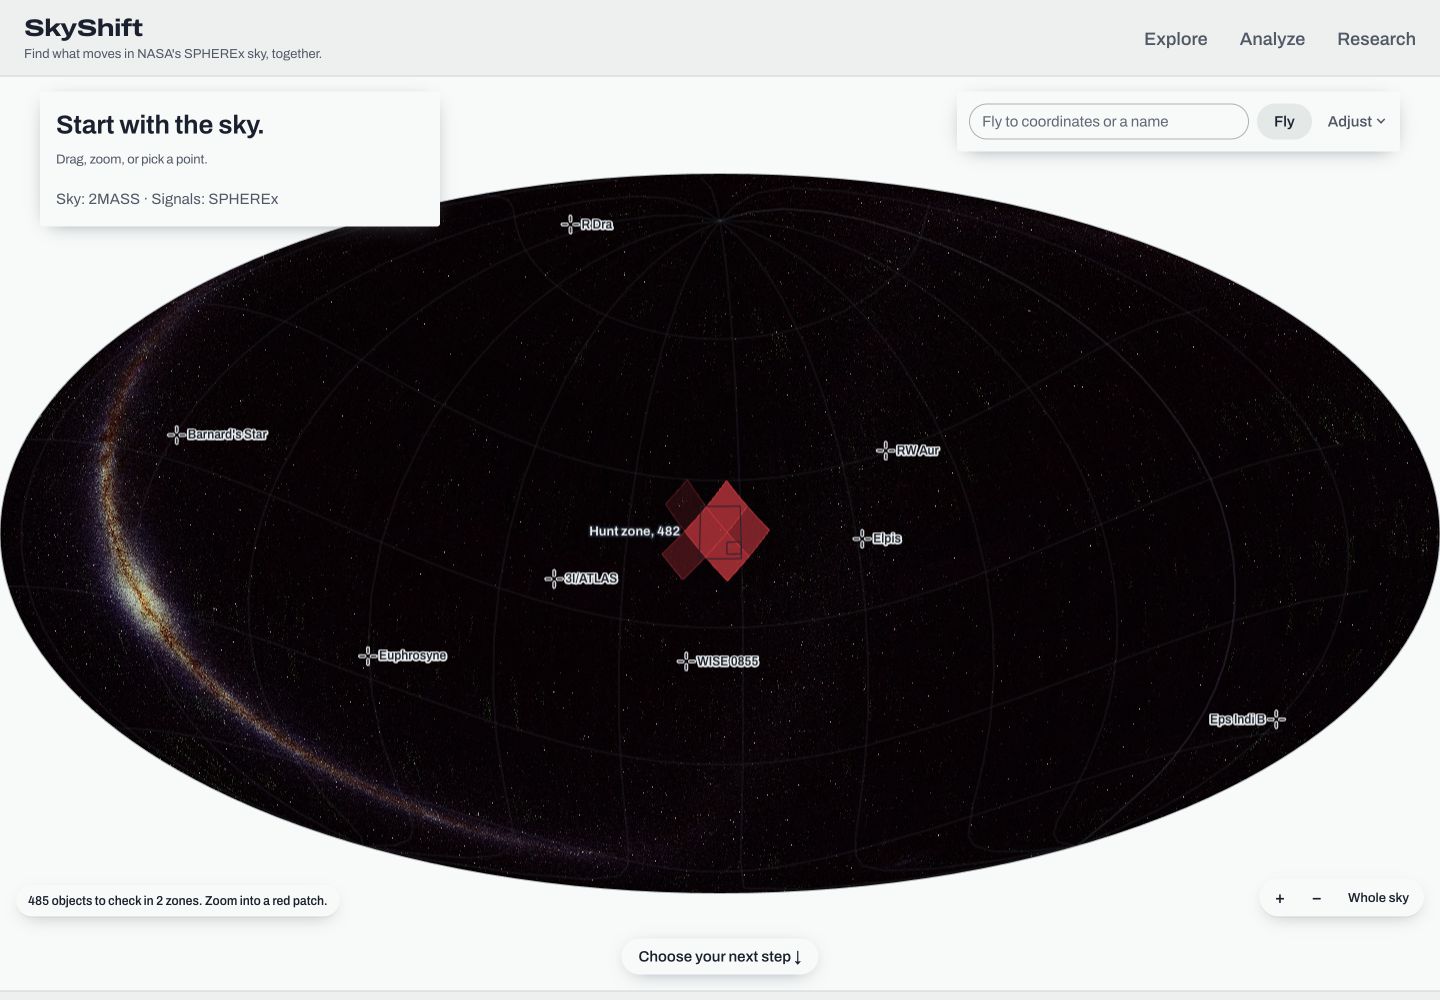 SkyShift
Find what moves in NASA's SPHEREx sky, together.
Explore
Analyze
Research
Start with the sky.
Drag, zoom, or pick a point.
Sky: 2MASS · Signals: SPHEREx
Fly to coordinates or a name
Fly
Adjust
R Dra
Barnard's Star
RW Aur
Hunt zone, 482
Elpis
3I/ATLAS
Euphrosyne
WISE 0855
Eps Indi B
485 objects to check in 2 zones. Zoom into a red patch.
+ − Whole sky
Choose your next step ↓